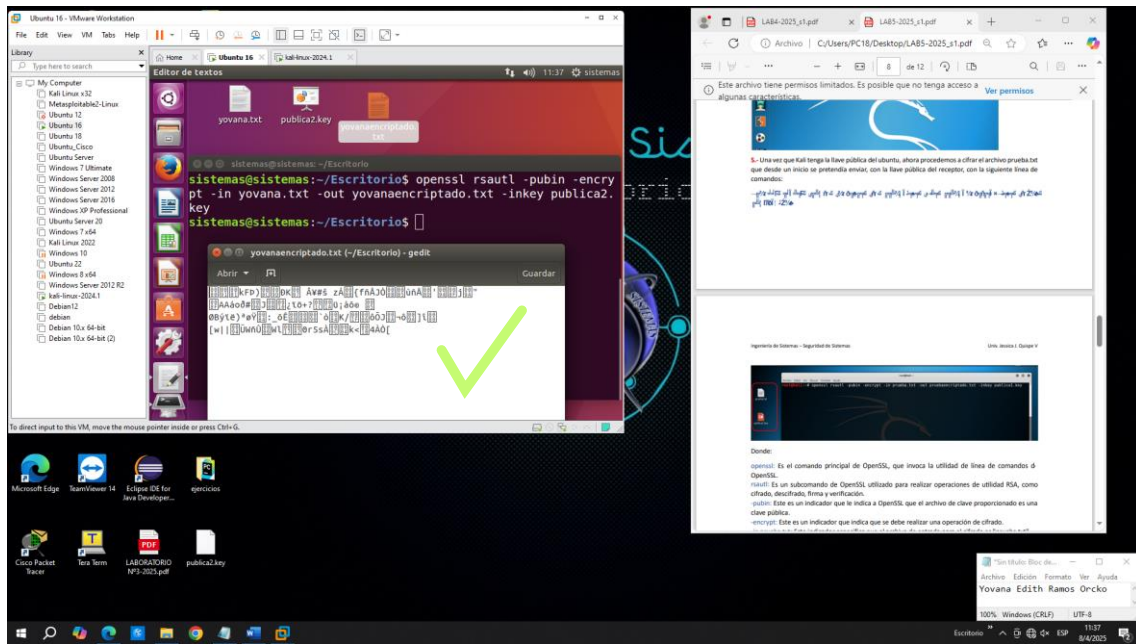 Ubuntu 16 - VMware Workstation
File Edit View VM Tabs Help
Library
Type here to search
My Computer
Kali Linux x32
Metasploitable2-Linux
Ubuntu 12
Ubuntu 16
Ubuntu 18
Ubuntu_Cisco
Ubuntu Server
Windows 7 Ultimate
Windows Server 2008
Windows Server 2012
Windows Server 2016
Windows XP Professional
Ubuntu Server 20
Windows 7 x64
Kali Linux 2022
Windows 10
Ubuntu 22
Windows 8 x64
Windows Server 2012 R2
kali-linux-2024.1
Debian12
debian
Debian 10.x 64-bit
Debian 10.x 64-bit (2)
Home Ubuntu 16 kali-linux-2024.1
Editor de textos 11:37 sistemas
yovana.txt publica2.key yovanaencriptado.
txt
sistemas@sistemas: ~/Escritorio
sistemas@sistemas:~/Escritorio$ openssl rsautl -pubin -encry
pt -in yovana.txt -out yovanaencriptado.txt -inkey publica2.
key
sistemas@sistemas:~/Escritorio$
yovanaencriptado.txt (~/Escritorio) - gedit
Abrir Guardar
To direct input to this VM, move the mouse pointer inside or press Ctrl+G.
Microsoft Edge TeamViewer 14 Eclipse IDE for
Java Developer... ejercicios
Cisco Packet
Tracer Tera Term LABORATORIO
Nº3-2025.pdf publica2.key
LAB4-2025_s1.pdf LAB5-2025_s1.pdf
Archivo C:/Users/PC18/Desktop/LAB5-2025_s1.pdf
8 de 12
Este archivo tiene permisos limitados. Es posible que no tenga acceso a
algunas características. Ver permisos
5.- Una vez que Kali tenga la llave pública del ubuntu, ahora procedemos a cifrar el archivo prueba.txt
que desde un inicio se pretendía enviar, con la llave pública del receptor, con la siguiente línea de
comandos:
Ingeniería de Sistemas – Seguridad de Sistemas Univ. Jessica J. Quispe V
Donde:
openssl: Es el comando principal de OpenSSL, que invoca la utilidad de línea de comandos d
OpenSSL.
rsautl: Es un subcomando de OpenSSL utilizado para realizar operaciones de utilidad RSA, como
cifrado, descifrado, firma y verificación.
-pubin: Este es un indicador que le indica a OpenSSL que el archivo de clave proporcionado es una
clave pública.
-encrypt: Este es un indicador que indica que se debe realizar una operación de cifrado.
*Sin título: Bloc de...
Archivo Edición Formato Ver Ayuda
Yovana Edith Ramos Orcko
100% Windows (CRLF) UTF-8
Escritorio ESP 11:37
8/4/2025